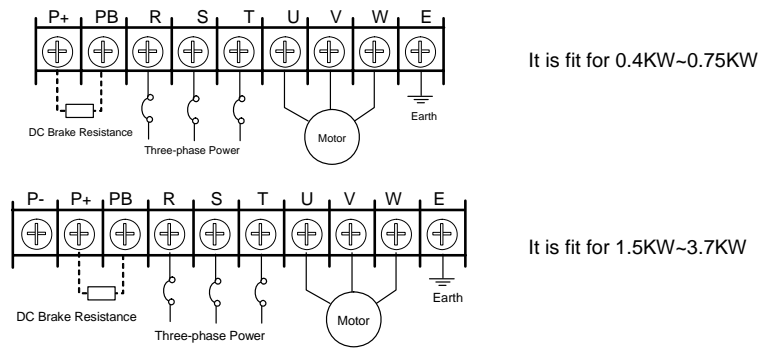 P+ PB R S T U V W E
It is fit for 0.4KW~0.75KW
Earth
DC Brake Resistance
Motor
Three-phase Power
P- P+ PB R S T U V W E
It is fit for 1.5KW~3.7KW
Earth
DC Brake Resistance
Motor
Three-phase Power